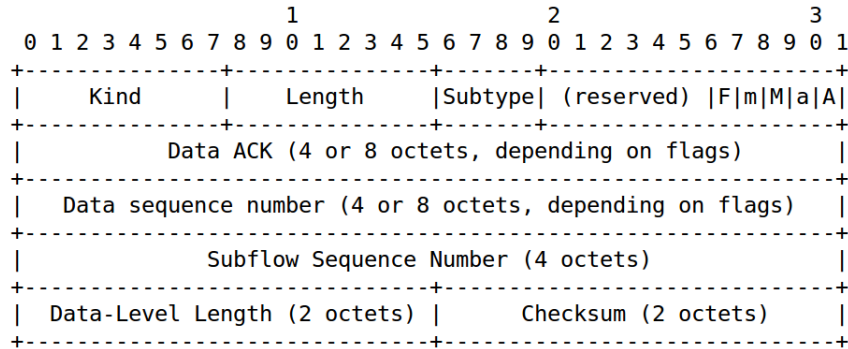 1                   2                   3
 0 1 2 3 4 5 6 7 8 9 0 1 2 3 4 5 6 7 8 9 0 1 2 3 4 5 6 7 8 9 0 1
+---------------+---------------+-------+----------------------+
|     Kind      |    Length     |Subtype| (reserved) |F|m|M|a|A|
+---------------+---------------+-------+----------------------+
|           Data ACK (4 or 8 octets, depending on flags)       |
+--------------------------------------------------------------+
|   Data sequence number (4 or 8 octets, depending on flags)   |
+--------------------------------------------------------------+
|              Subflow Sequence Number (4 octets)              |
+-------------------------------+------------------------------+
|  Data-Level Length (2 octets) |      Checksum (2 octets)     |
+-------------------------------+------------------------------+